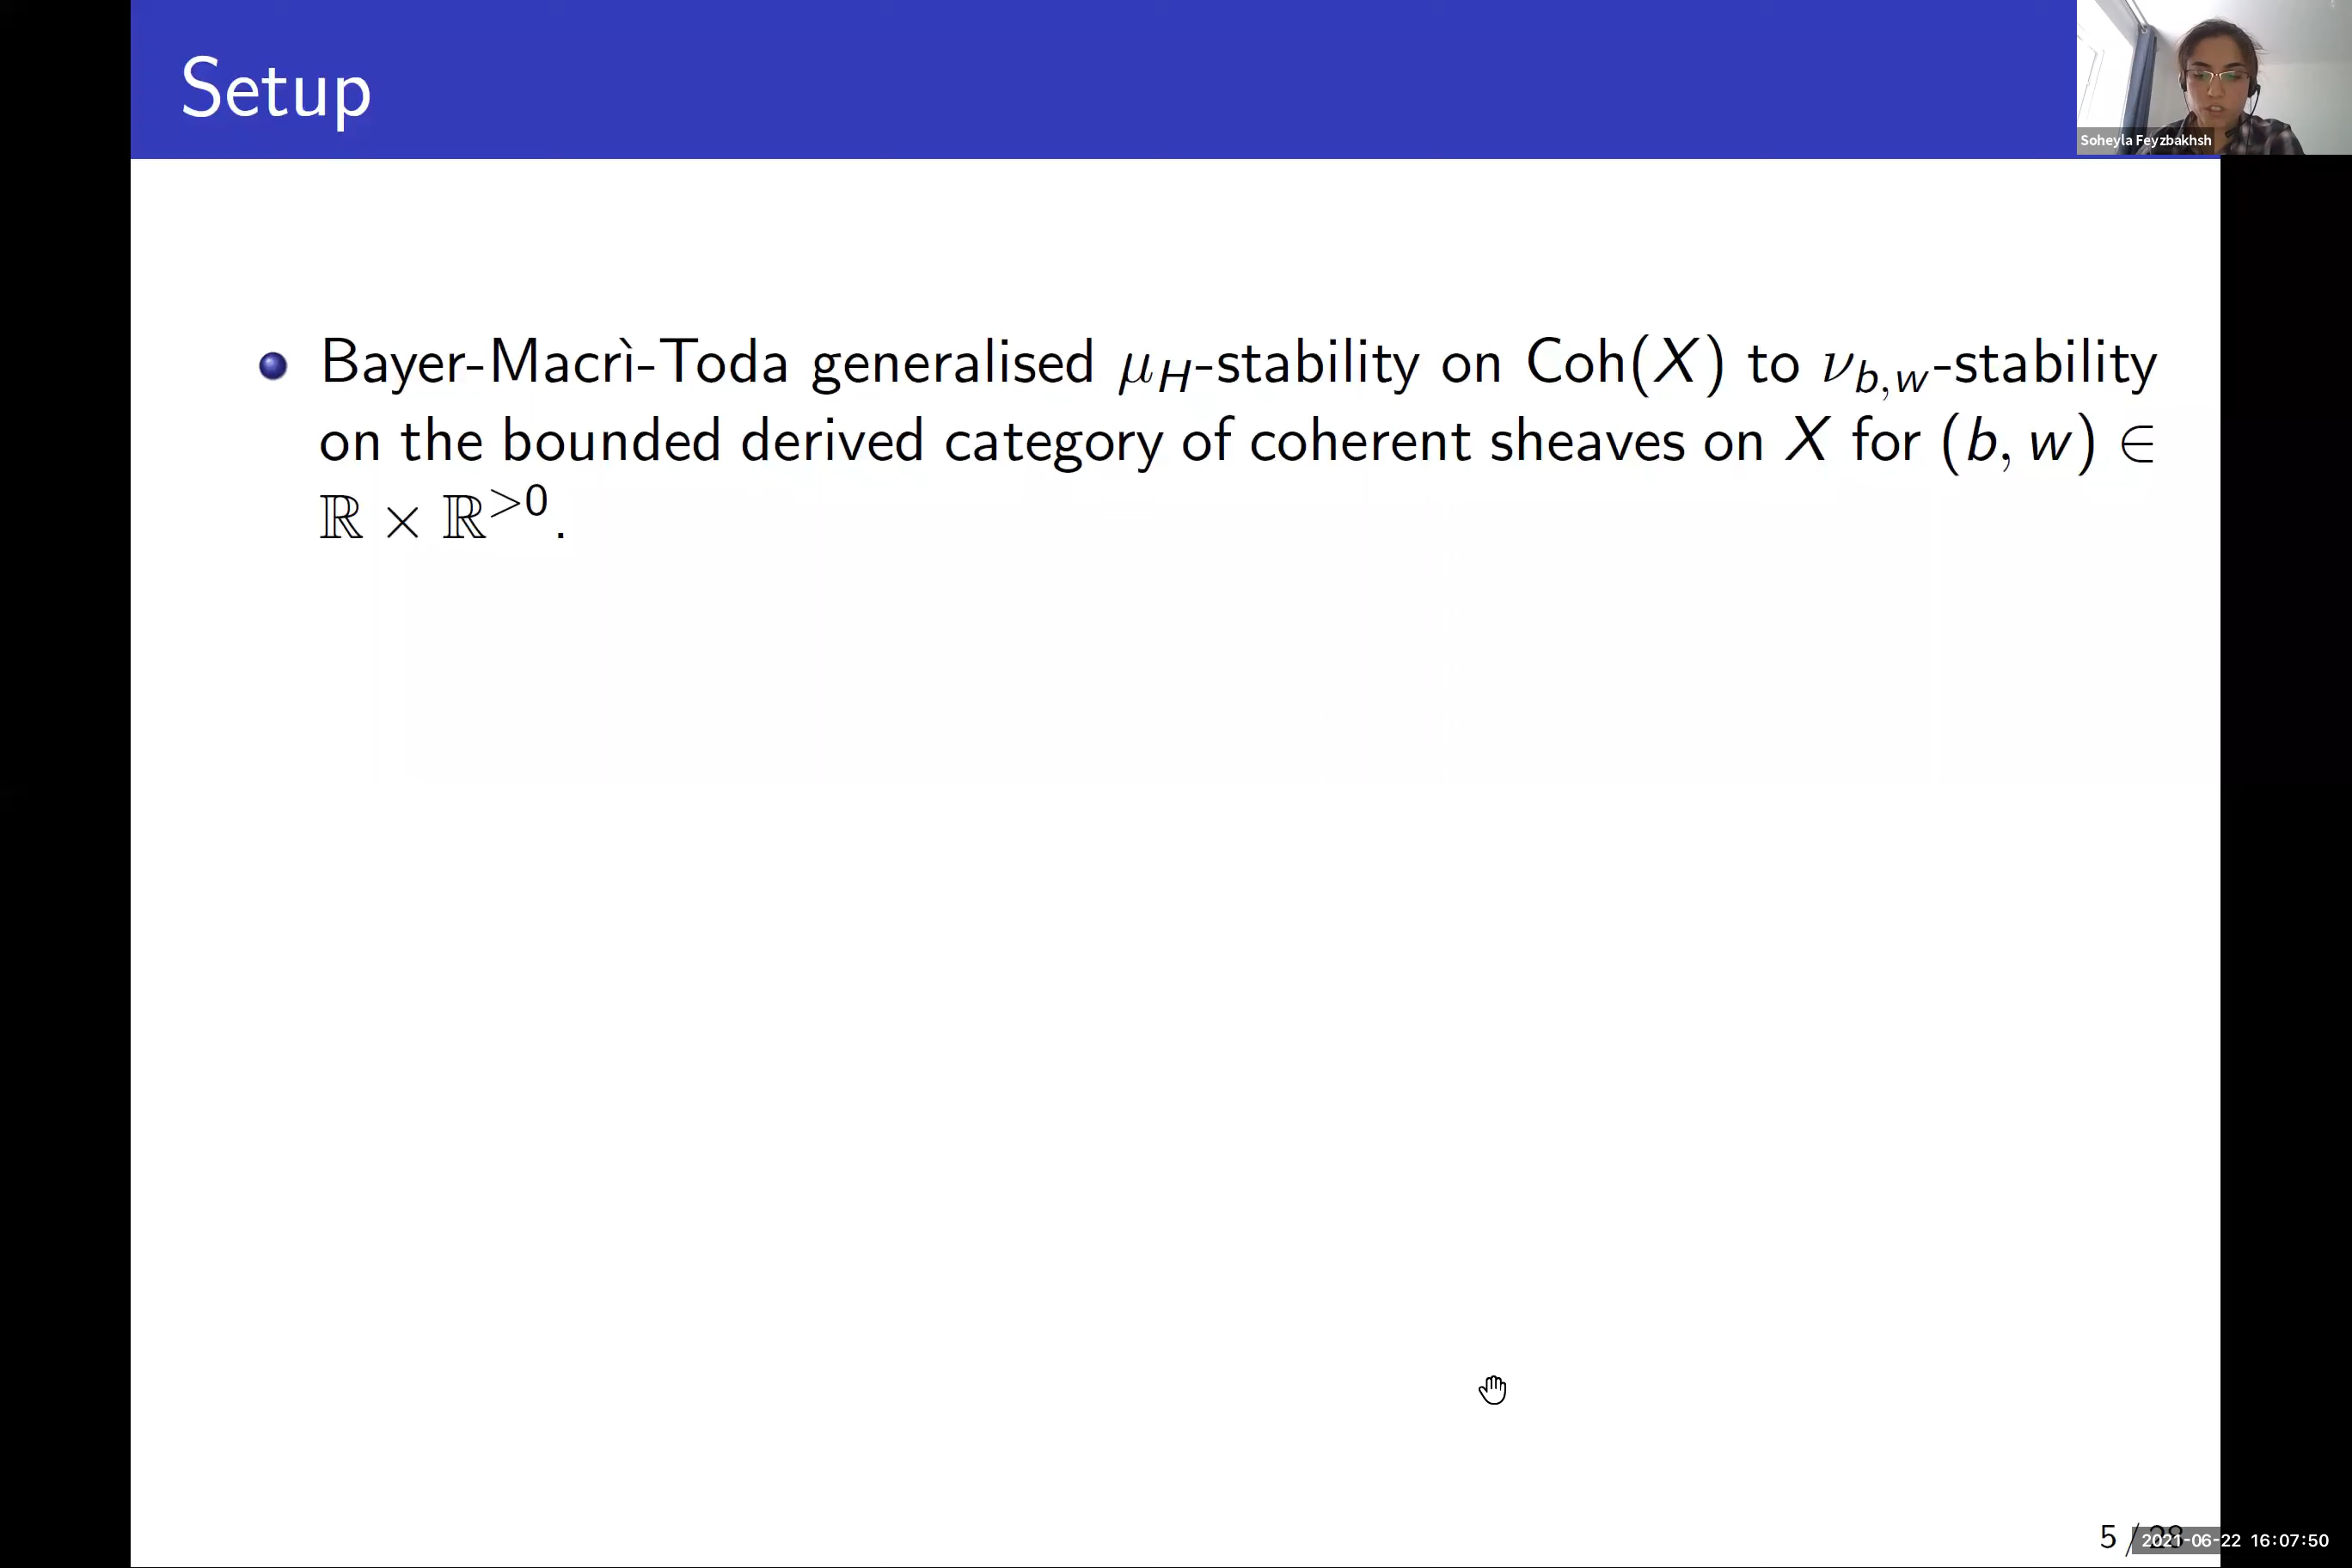 Setup
Soheyla Feyzbakhsh
Bayer-Macrì-Toda generalised μ_H-stability on Coh(X) to ν_{b,w}-stability
on the bounded derived category of coherent sheaves on X for (b, w) ∈
ℝ × ℝ^{>0}.
5 / 28
2021-06-22 16:07:50